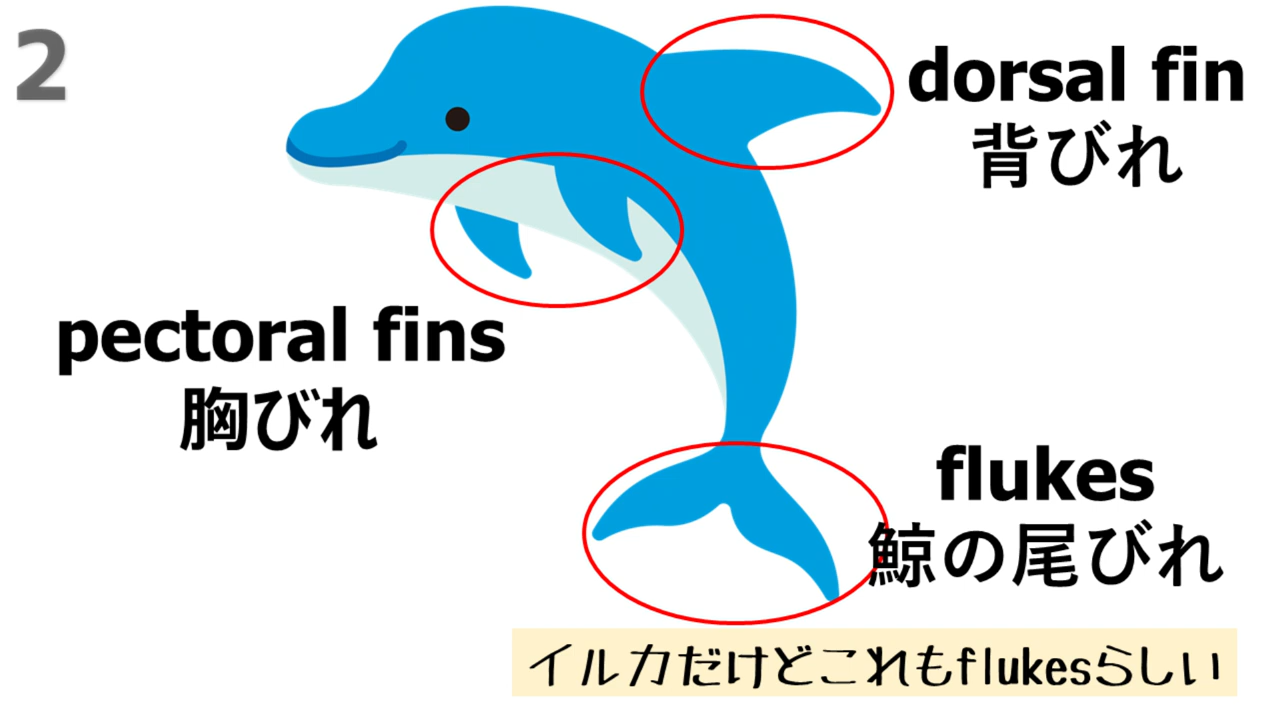 2
dorsal fin
背びれ
pectoral fins
胸びれ
flukes
鯨の尾びれ
イルカだけどこれもflukesらしい